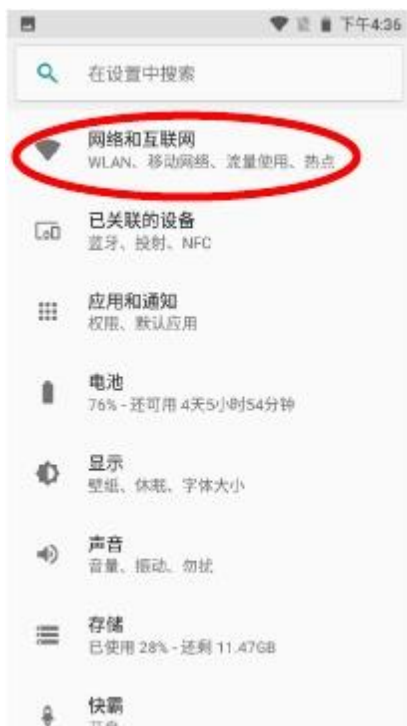 下午4:36
在设置中搜索
网络和互联网
WLAN、移动网络、流量使用、热点
已关联的设备
蓝牙、投射、NFC
应用和通知
权限、默认应用
电池
76% - 还可用 4天5小时54分钟
显示
壁纸、休眠、字体大小
声音
音量、振动、勿扰
存储
已使用 28% - 还剩 11.47GB
快霸